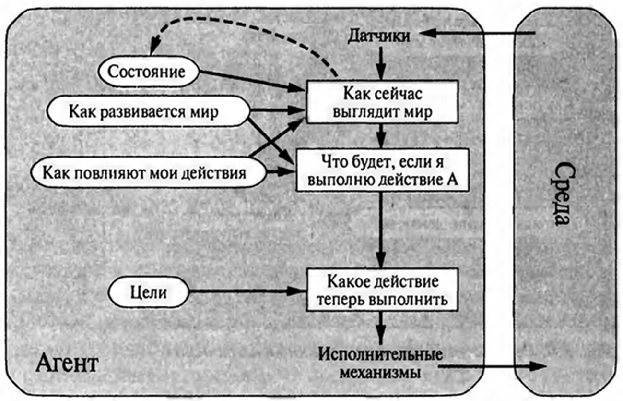 Датчики
Состояние
Как развивается мир
Как сейчас
выглядит мир
Как повлияют мои действия
Что будет, если я
выполню действие A
Среда
Цели
Какое действие
теперь выполнить
Агент
Исполнительные
механизмы